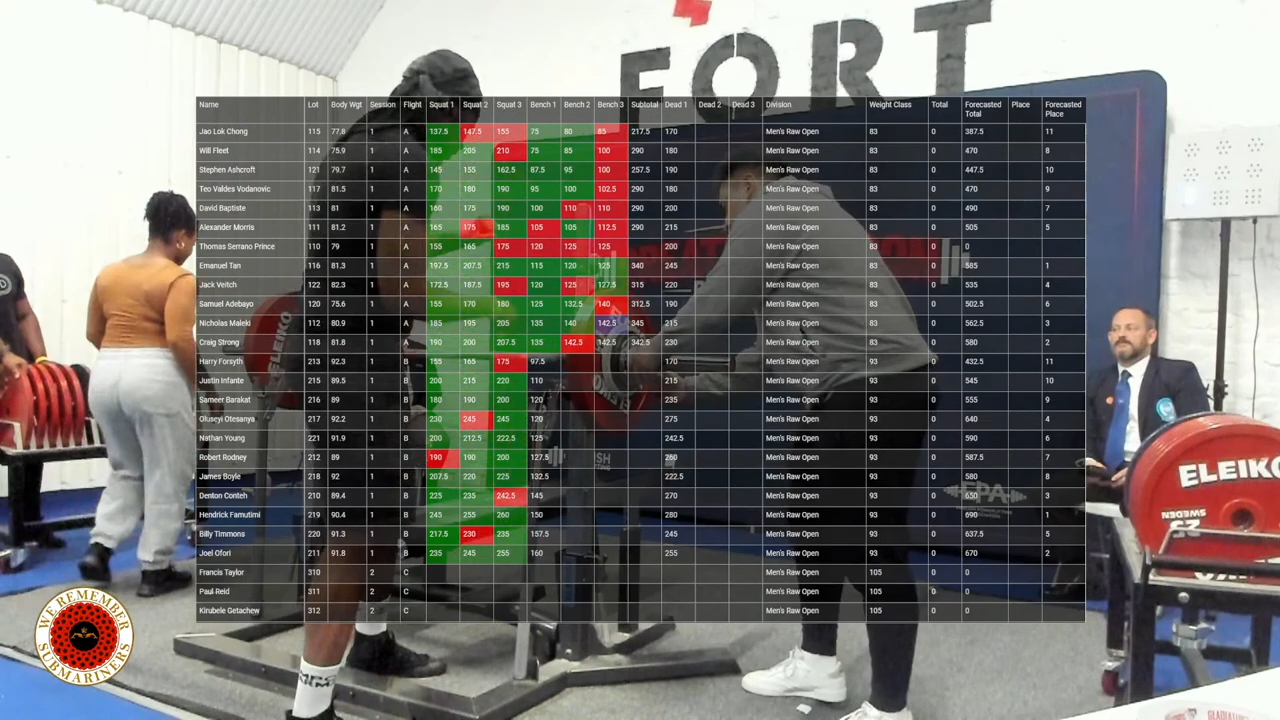 FORT
Name Lot Body Wgt Session Flight Squat 1 Squat 2 Squat 3 Bench 1 Bench 2 Bench 3 Subtotal Dead 1 Dead 2 Dead 3 Division Weight Class Total Forecasted Total Place Forecasted Place
Jao Lok Chong 115 77.8 1 A 137.5 147.5 155 75 80 85 217.5 170 Men's Raw Open 83 0 387.5 11
Will Fleet 114 75.9 1 A 185 205 210 75 85 100 290 180 Men's Raw Open 83 0 470 8
Stephen Ashcroft 121 79.7 1 A 145 155 162.5 87.5 95 100 257.5 190 Men's Raw Open 83 0 447.5 10
Teo Valdes Vodanovic 117 81.5 1 A 170 180 190 95 100 102.5 290 180 Men's Raw Open 83 0 470 9
David Baptiste 113 81 1 A 160 175 190 100 110 110 290 200 Men's Raw Open 83 0 490 7
Alexander Morris 111 81.2 1 A 165 175 185 105 105 112.5 290 215 Men's Raw Open 83 0 505 5
Thomas Serrano Prince 110 79 1 A 155 165 175 120 125 125 200 Men's Raw Open 83 0 0
Emanuel Tan 116 81.3 1 A 197.5 207.5 215 115 120 125 340 245 Men's Raw Open 83 0 585 1
Jack Veitch 122 82.3 1 A 172.5 187.5 195 120 125 127.5 315 220 Men's Raw Open 83 0 535 4
Samuel Adebayo 120 75.6 1 A 155 170 180 125 132.5 140 312.5 190 Men's Raw Open 83 0 502.5 6
Nicholas Maleki 112 80.9 1 A 185 195 205 135 140 142.5 345 215 Men's Raw Open 83 0 562.5 3
Craig Strong 118 81.8 1 A 190 200 207.5 135 142.5 142.5 342.5 230 Men's Raw Open 83 0 580 2
Harry Forsyth 213 92.3 1 B 155 165 175 97.5 170 Men's Raw Open 93 0 432.5 11
Justin Infante 215 89.5 1 B 200 215 220 110 215 Men's Raw Open 93 0 545 10
Sameer Barakat 216 89 1 B 180 190 200 120 235 Men's Raw Open 93 0 555 9
Oluseyi Otesanya 217 92.2 1 B 230 245 245 120 275 Men's Raw Open 93 0 640 4
Nathan Young 221 91.9 1 B 200 212.5 222.5 125 242.5 Men's Raw Open 93 0 590 6
Robert Rodney 212 89 1 B 190 190 200 127.5 260 Men's Raw Open 93 0 587.5 7
James Boyle 218 92 1 B 207.5 220 225 132.5 222.5 Men's Raw Open 93 0 580 8
Denton Conteh 210 89.4 1 B 225 235 242.5 145 270 Men's Raw Open 93 0 650 3
Hendrick Famutimi 219 90.4 1 B 245 255 260 150 280 Men's Raw Open 93 0 690 1
Billy Timmons 220 91.3 1 B 217.5 230 235 157.5 245 Men's Raw Open 93 0 637.5 5
Joel Ofori 211 91.8 1 B 235 245 255 160 255 Men's Raw Open 93 0 670 2
Francis Taylor 310 2 C Men's Raw Open 105 0 0
Paul Reid 311 2 C Men's Raw Open 105 0 0
Kirubele Getachew 312 2 C Men's Raw Open 105 0 0
ELEIKO
ELEIKO
SWEDEN
25
EPA
WE REMEMBER
SUBMARINERS